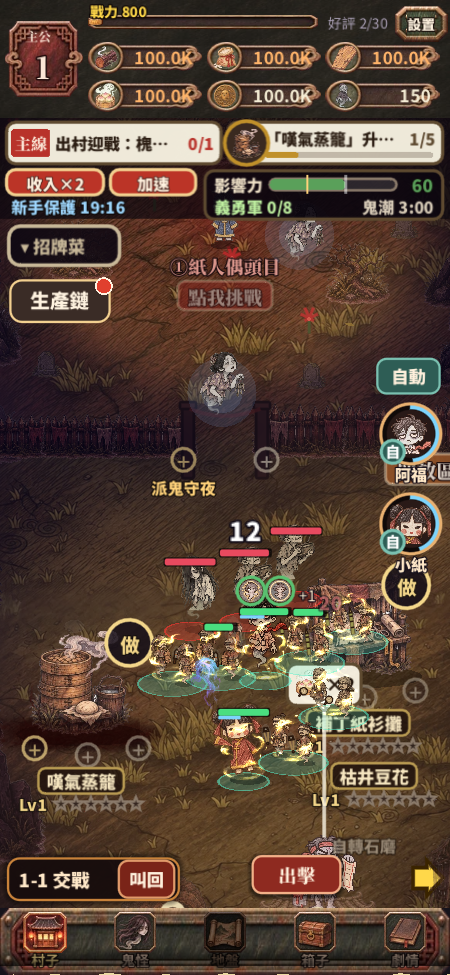 戰力 800
好評 2/30
設置
主公
1
100.0K
100.0K
100.0K
100.0K
100.0K
150
主線 出村迎戰：槐… 0/1
「嘆氣蒸籠」升… 1/5
收入×2
加速
影響力 60
新手保護 19:16
義勇軍 0/8
鬼潮 3:00
▾招牌菜
①紙人偶頭目
點我挑戰
生產鏈
自動
自
阿福
派鬼守夜
自
小紙
12
+1
做
做
補丁紙衫攤
枯井豆花
嘆氣蒸籠
Lv1
Lv1
自轉石磨
1-1 交戰
叫回
出擊
村子
鬼怪
地盤
箱子
劇情